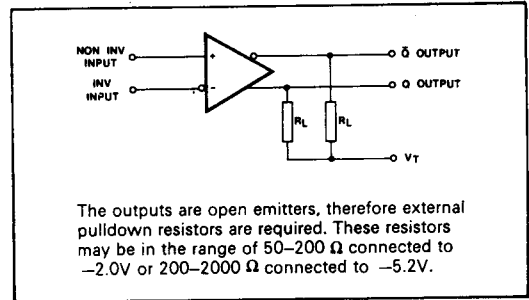 NON INV
INPUT
INV
INPUT
+
-
Q̄ OUTPUT
Q OUTPUT
RL
RL
VT
The outputs are open emitters, therefore external
pulldown resistors are required. These resistors
may be in the range of 50–200 Ω connected to
−2.0V or 200–2000 Ω connected to −5.2V.